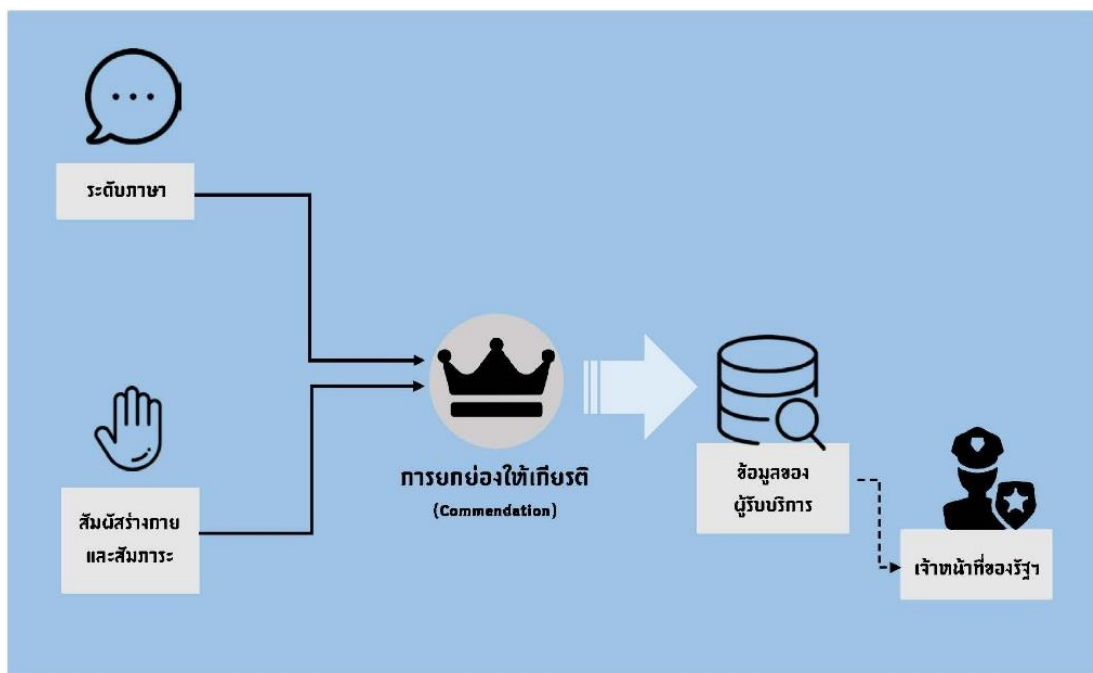 ระดับภาษา
สัมผัสร่างกาย
และสัมภาระ
การยกย่องให้เกียรติ
(Commendation)
ข้อมูลของ
ผู้รับบริการ
เจ้าหน้าที่ของรัฐฯ